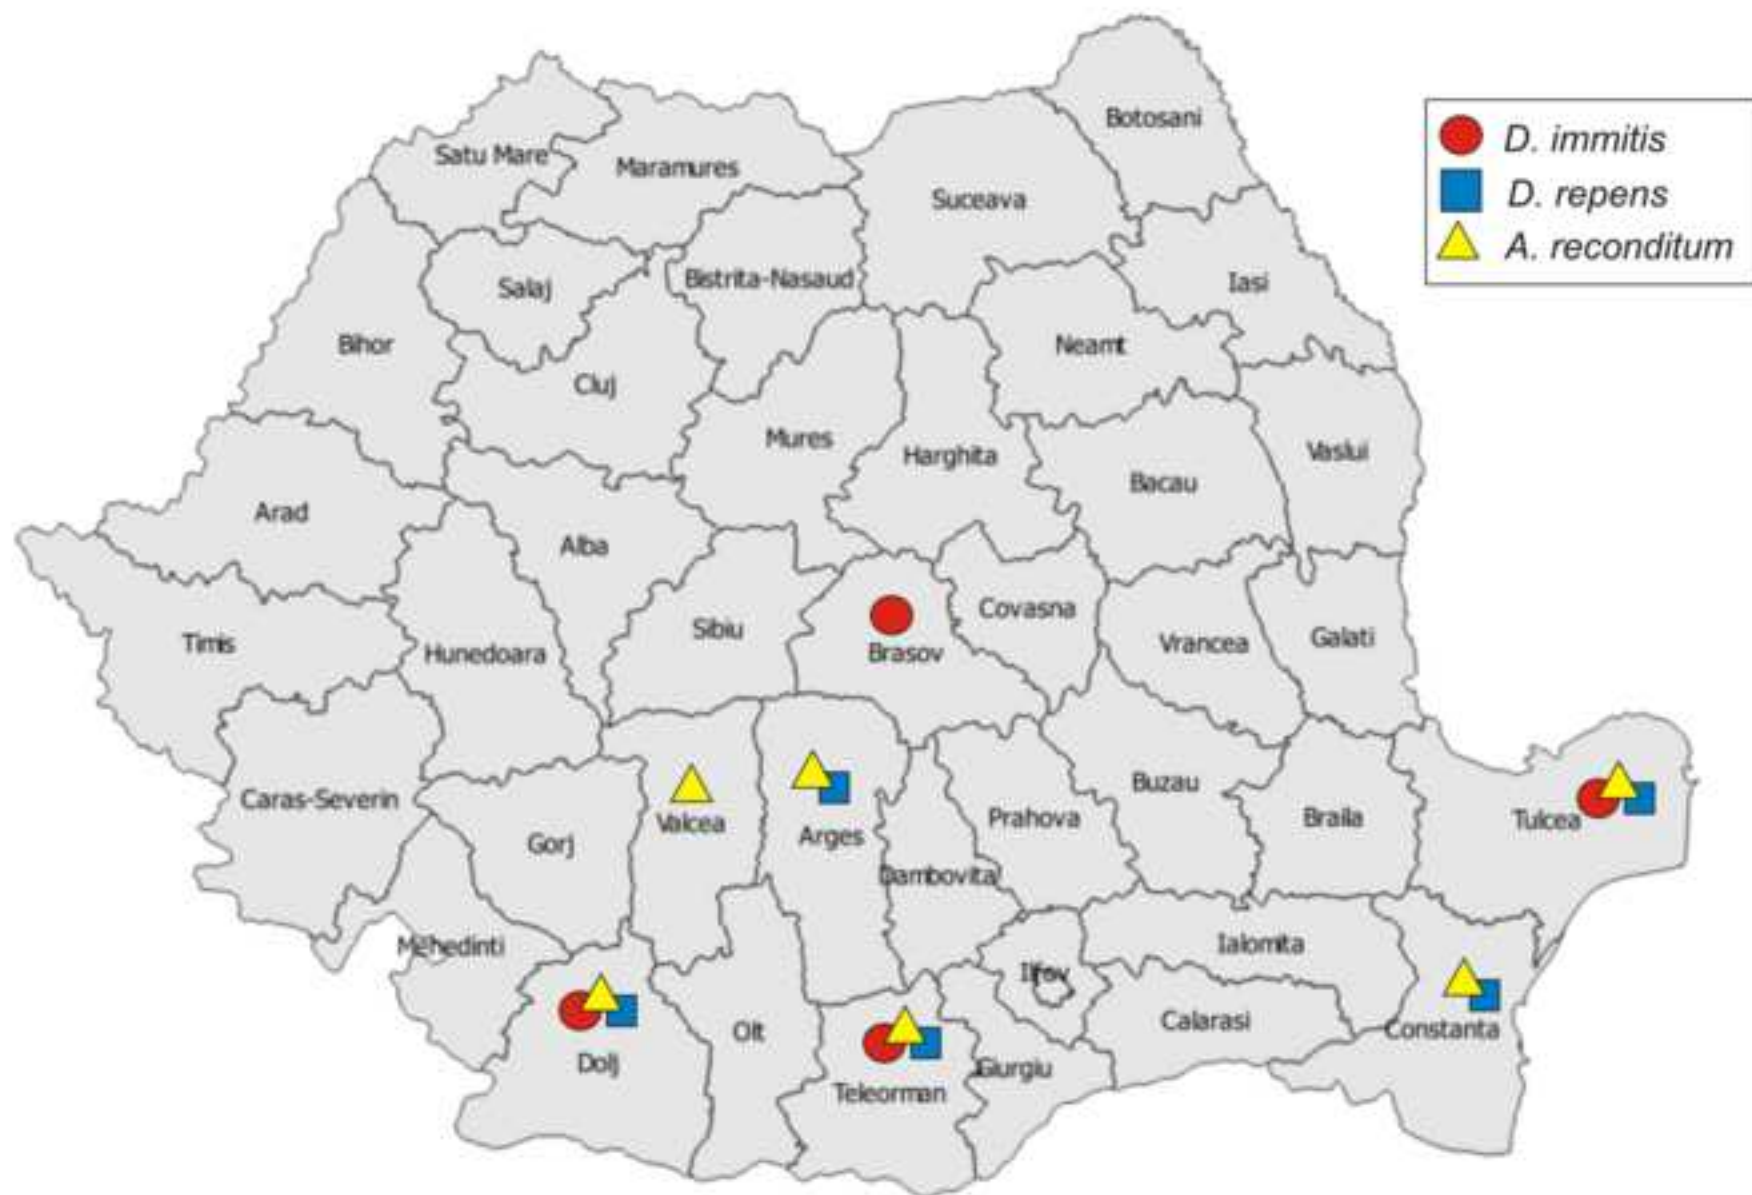 Botosani
D. immitis
Satu Mare
Maramures
Suceava
D. repens
A. reconditum
Salaj
Bistrita-Nasaud
Iasi
Bihor
Neamt
Cluj
Mures
Harghita
Vaslui
Bacau
Arad
Alba
Covasna
Timis
Hunedoara
Sibiu
Brasov
Vrancea
Galati
Caras-Severin
Buzau
Gorj
Valcea
Arges
Prahova
Braila
Tulcea
Dambovita
Mehedinti
Ialomita
Ilfov
Olt
Calarasi
Constanta
Dolj
Giurgiu
Teleorman